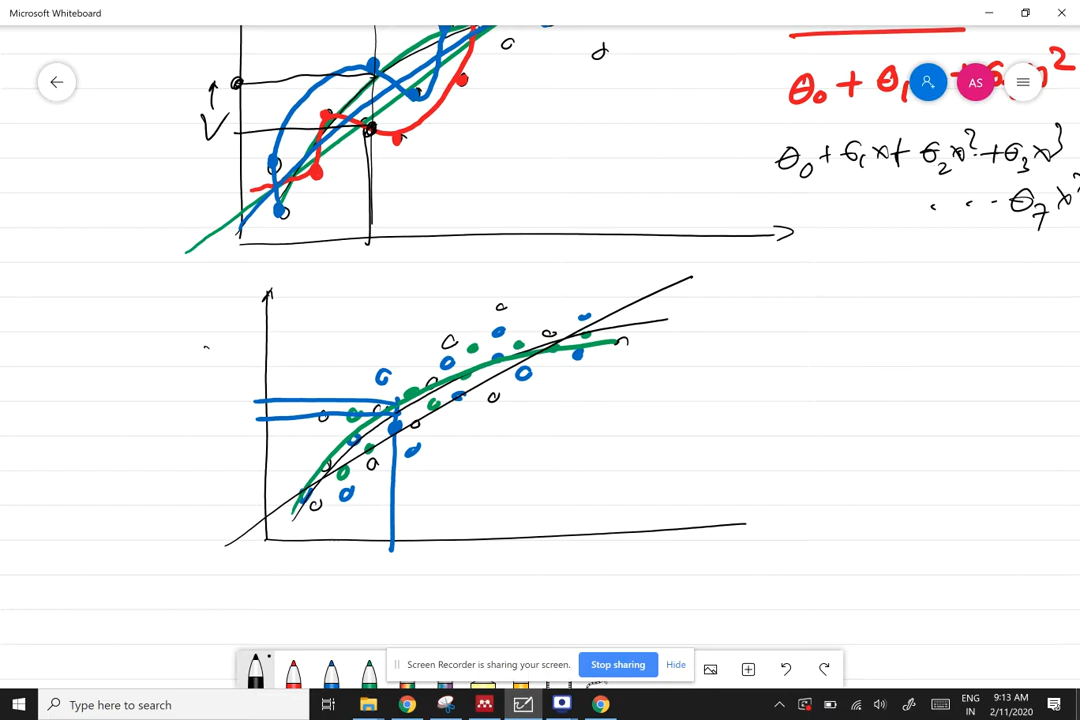 Microsoft Whiteboard
AS
V
θ₀ + θ₁ + x²
θ₀ + θ₁x + θ₂x² + θ₃x³
. . . θ₇x⁷
Screen Recorder is sharing your screen.
Stop sharing
Hide
Type here to search
ENG
IN
9:13 AM
2/11/2020